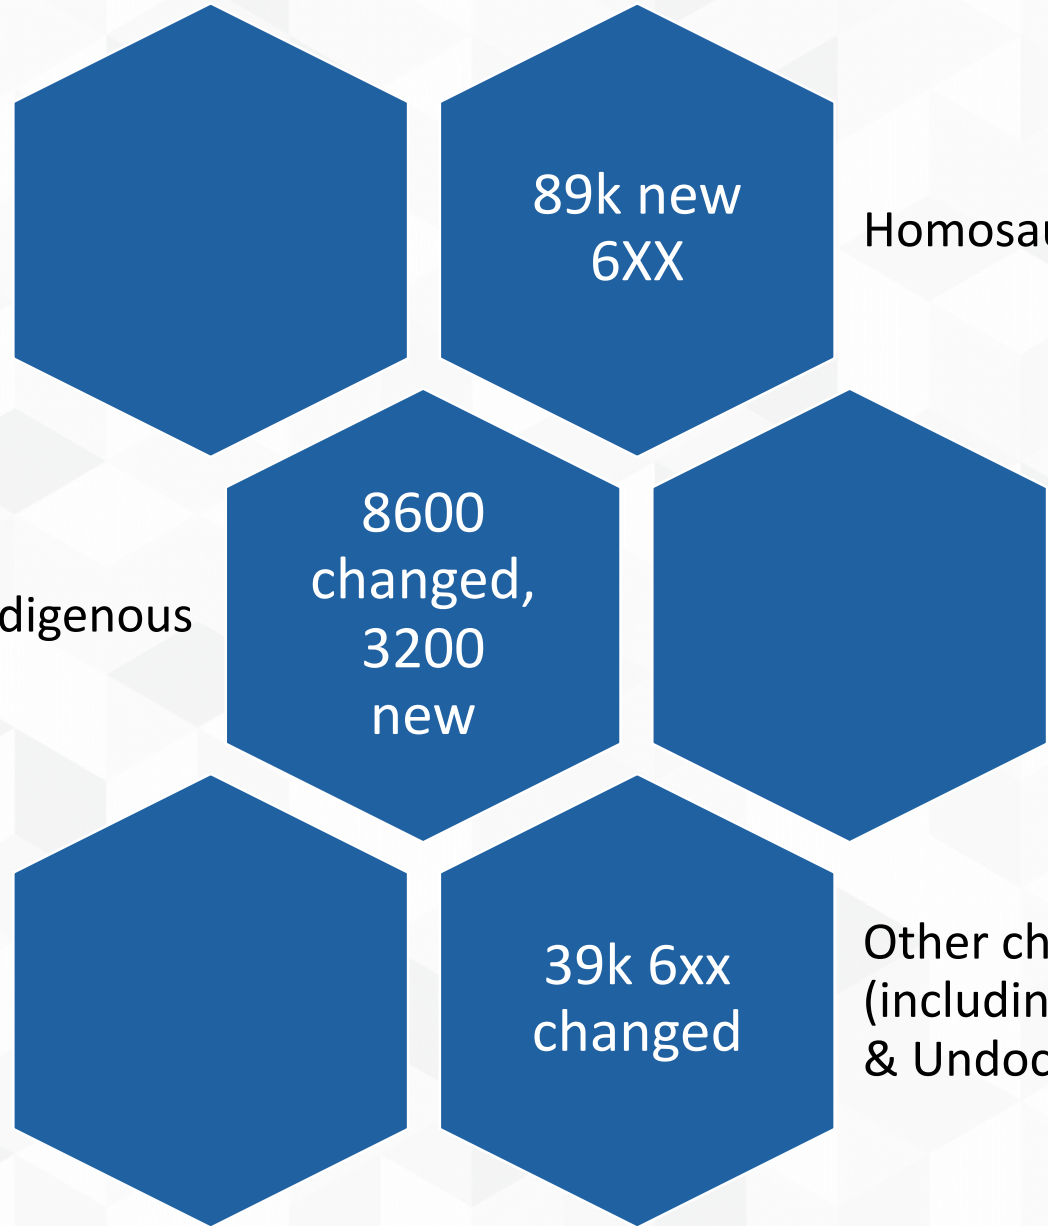 89k new
6XX
Homosau
8600
changed,
3200
new
digenous
39k 6xx
changed
Other ch
(includin
& Undoc